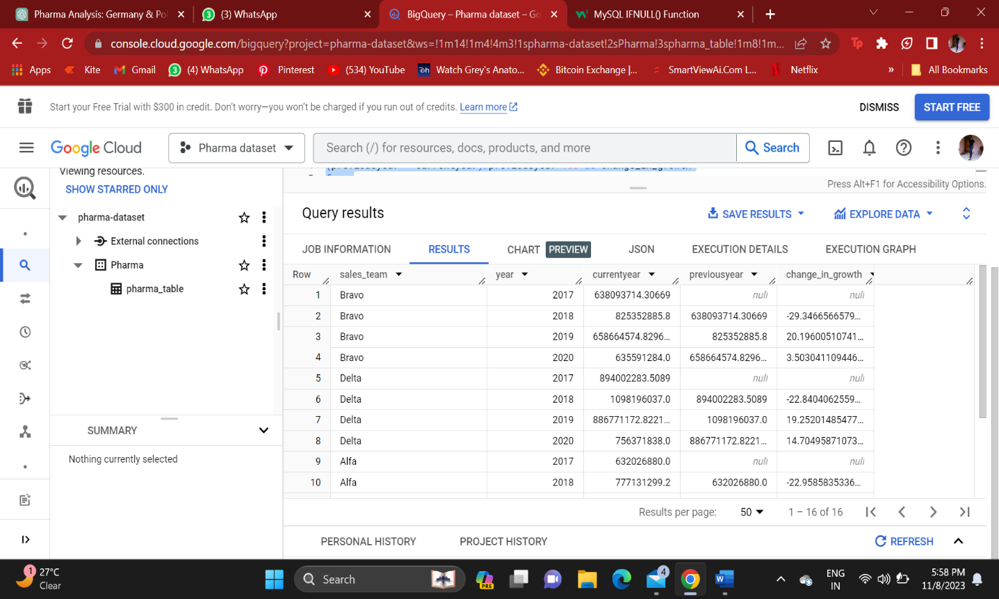 Pharma Analysis: Germany & Pol
(3) WhatsApp
BigQuery – Pharma dataset – Go
MySQL IFNULL() Function
console.cloud.google.com/bigquery?project=pharma-dataset&ws=!1m14!1m4!4m3!1spharma-dataset!2sPharma!3spharma_table!1m8!1m...
Apps Kite Gmail (4) WhatsApp Pinterest (534) YouTube Watch Grey's Anato... Bitcoin Exchange |... SmartViewAi.Com L... Netflix » All Bookmarks
Start your Free Trial with $300 in credit. Don't worry—you won't be charged if you run out of credits. Learn more DISMISS START FREE
Google Cloud Pharma dataset Search (/) for resources, docs, products, and more Search
Viewing resources.
SHOW STARRED ONLY
pharma-dataset
External connections
Pharma
pharma_table
SUMMARY
Nothing currently selected
Press Alt+F1 for Accessibility Options.
Query results SAVE RESULTS EXPLORE DATA
JOB INFORMATION RESULTS CHART PREVIEW JSON EXECUTION DETAILS EXECUTION GRAPH
Row sales_team year currentyear previousyear change_in_growth
1 Bravo 2017 638093714.30669 null null
2 Bravo 2018 825352885.8 638093714.30669 -29.3466566579...
3 Bravo 2019 658664574.8296... 825352885.8 20.19600510741...
4 Bravo 2020 635591284.0 658664574.8296... 3.503041109446...
5 Delta 2017 894002283.5089 null null
6 Delta 2018 1098196037.0 894002283.5089 -22.8404062559...
7 Delta 2019 886771172.8221... 1098196037.0 19.25201485477...
8 Delta 2020 756371838.0 886771172.8221... 14.70495871073...
9 Alfa 2017 632026880.0 null null
10 Alfa 2018 777131299.2 632026880.0 -22.9585835336...
Results per page: 50 1 – 16 of 16
PERSONAL HISTORY PROJECT HISTORY REFRESH
1 27°C
Clear
Search
PRE
4
ENG
IN
5:58 PM
11/8/2023